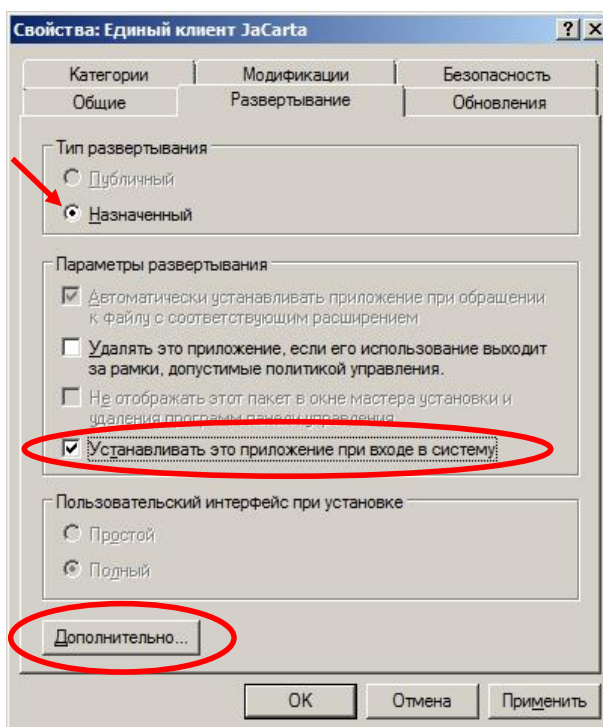 Свойства: Единый клиент JaCarta
Категории Модификации Безопасность
Общие Развертывание Обновления
Тип развертывания
Публичный
Назначенный
Параметры развертывания
Автоматически устанавливать приложение при обращении
к файлу с соответствующим расширением
Удалять это приложение, если его использование выходит
за рамки, допустимые политикой управления.
Не отображать этот пакет в окне мастера установки и
удаления программ панели управления
Устанавливать это приложение при входе в систему
Пользовательский интерфейс при установке
Простой
Полный
Дополнительно...
OK Отмена Применить